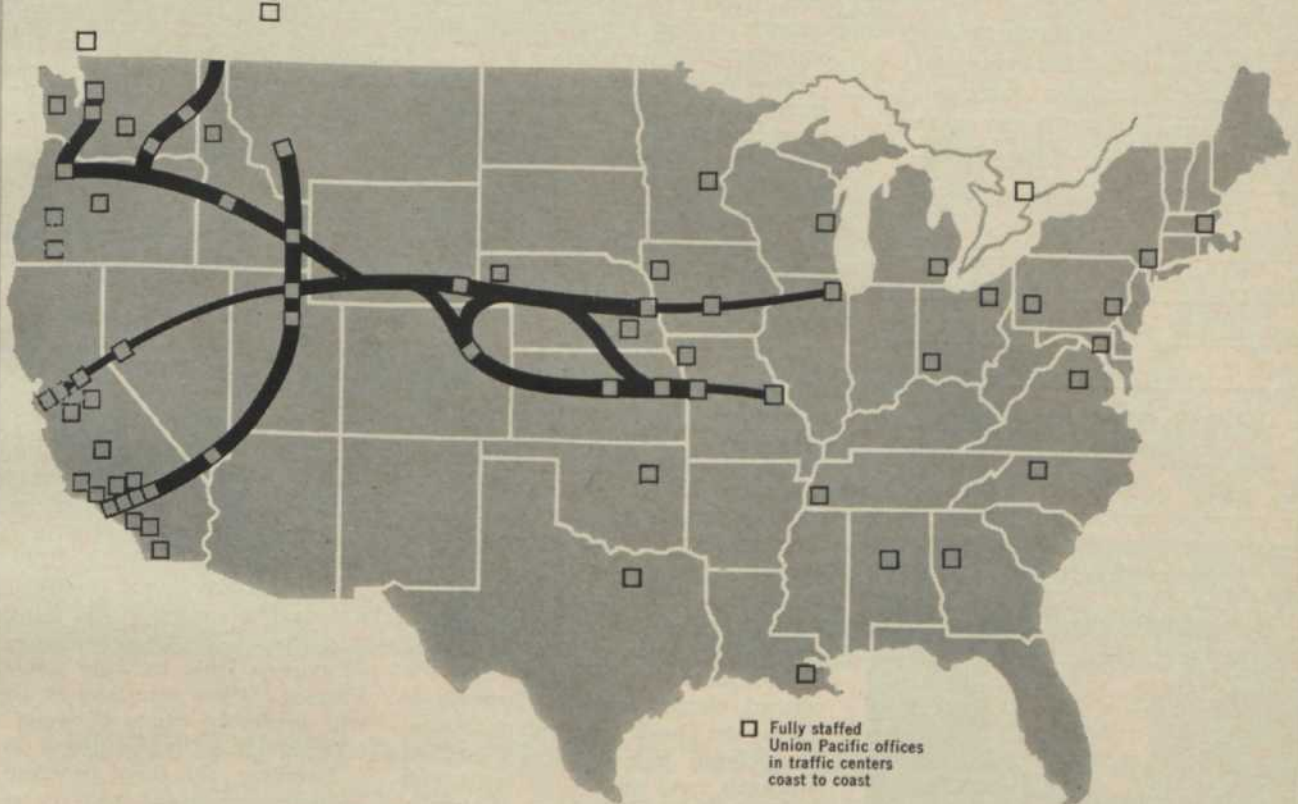 Fully staffed
Union Pacific offices
in traffic centers
coast to coast